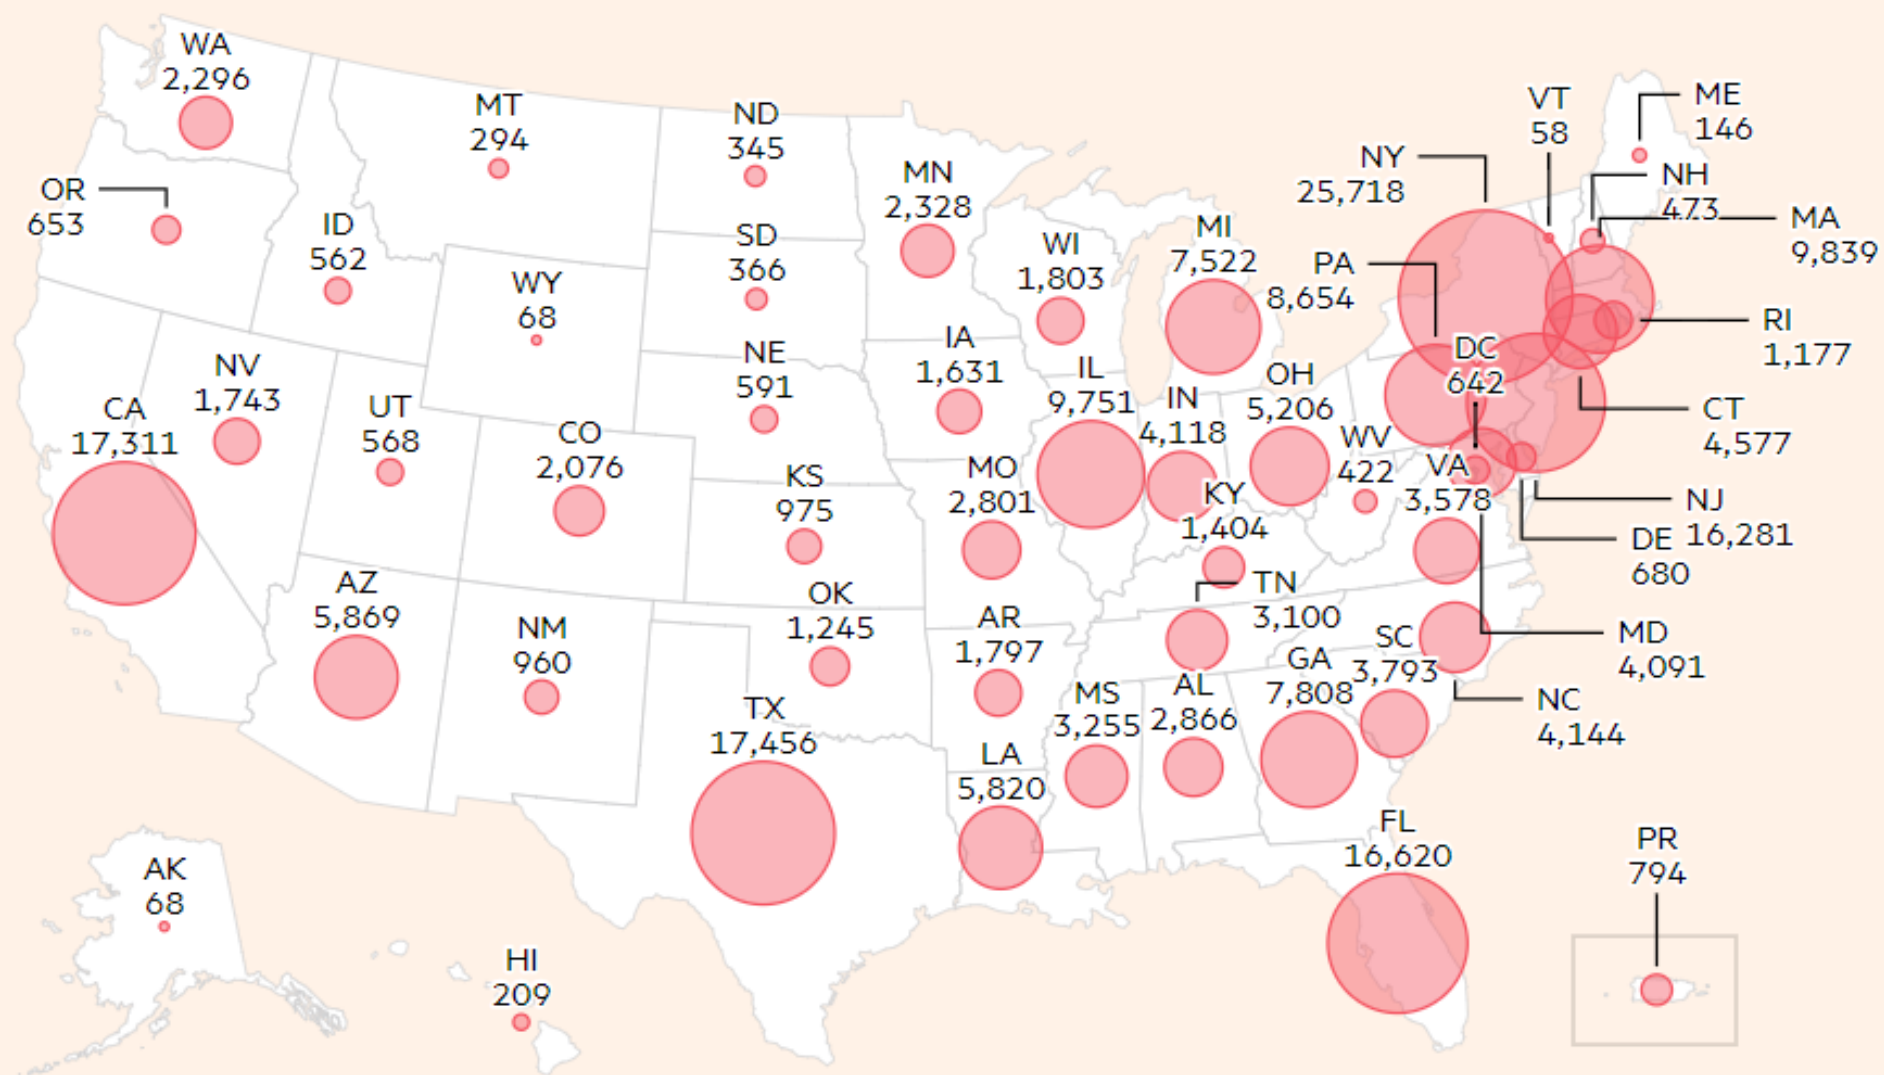 WA
2,296
MT
294
ND
345
VT
58
ME
146
OR
653
ID
562
MN
2,328
NY
25,718
NH
473
WY
68
SD
366
WI
1,803
MI
7,522
PA
8,654
MA
9,839
NV
1,743
NE
591
IA
1,631
IL
9,751
IN
4,118
OH
5,206
DC
642
RI
1,177
CA
17,311
UT
568
CO
2,076
KS
975
MO
2,801
KY
1,404
WV
422
VA
3,578
CT
4,577
NJ
16,281
DE
680
AZ
5,869
NM
960
OK
1,245
AR
1,797
TN
3,100
SC
3,793
MD
4,091
TX
17,456
LA
5,820
MS
3,255
AL
2,866
GA
7,808
NC
4,144
AK
68
HI
209
FL
16,620
PR
794